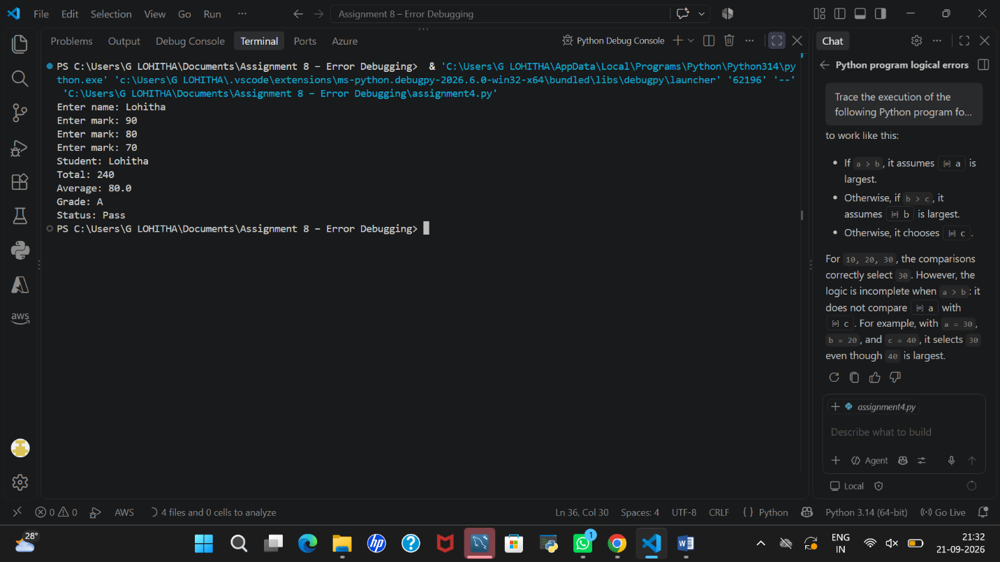 File Edit Selection View Go Run ··· Assignment 8 – Error Debugging
Problems Output Debug Console Terminal Ports Azure Python Debug Console
PS C:\Users\G LOHITHA\Documents\Assignment 8 – Error Debugging>  & 'C:\Users\G LOHITHA\AppData\Local\Programs\Python\Python314\py
thon.exe' 'c:\Users\G LOHITHA\.vscode\extensions\ms-python.debugpy-2026.6.0-win32-x64\bundled\libs\debugpy\launcher' '62196' '--'
'C:\Users\G LOHITHA\Documents\Assignment 8 – Error Debugging\assignment4.py'
Enter name: Lohitha
Enter mark: 90
Enter mark: 80
Enter mark: 70
Student: Lohitha
Total: 240
Average: 80.0
Grade: A
Status: Pass
PS C:\Users\G LOHITHA\Documents\Assignment 8 – Error Debugging>
Chat
Python program logical errors
Trace the execution of the
following Python program fo...
to work like this:
• If a > b, it assumes a is
largest.
• Otherwise, if b > c, it
assumes b is largest.
• Otherwise, it chooses c.
For 10, 20, 30, the comparisons
correctly select 30. However, the
logic is incomplete when a > b: it
does not compare a with
c. For example, with a = 30,
b = 20, and c = 40, it selects 30
even though 40 is largest.
assignment4.py
Describe what to build
Agent
Local
aws
0 0 AWS 4 files and 0 cells to analyze Ln 36, Col 30 Spaces: 4 UTF-8 CRLF { } Python Python 3.14 (64-bit) Go Live
28°
hp
1
ENG
IN
21:32
21-09-2026